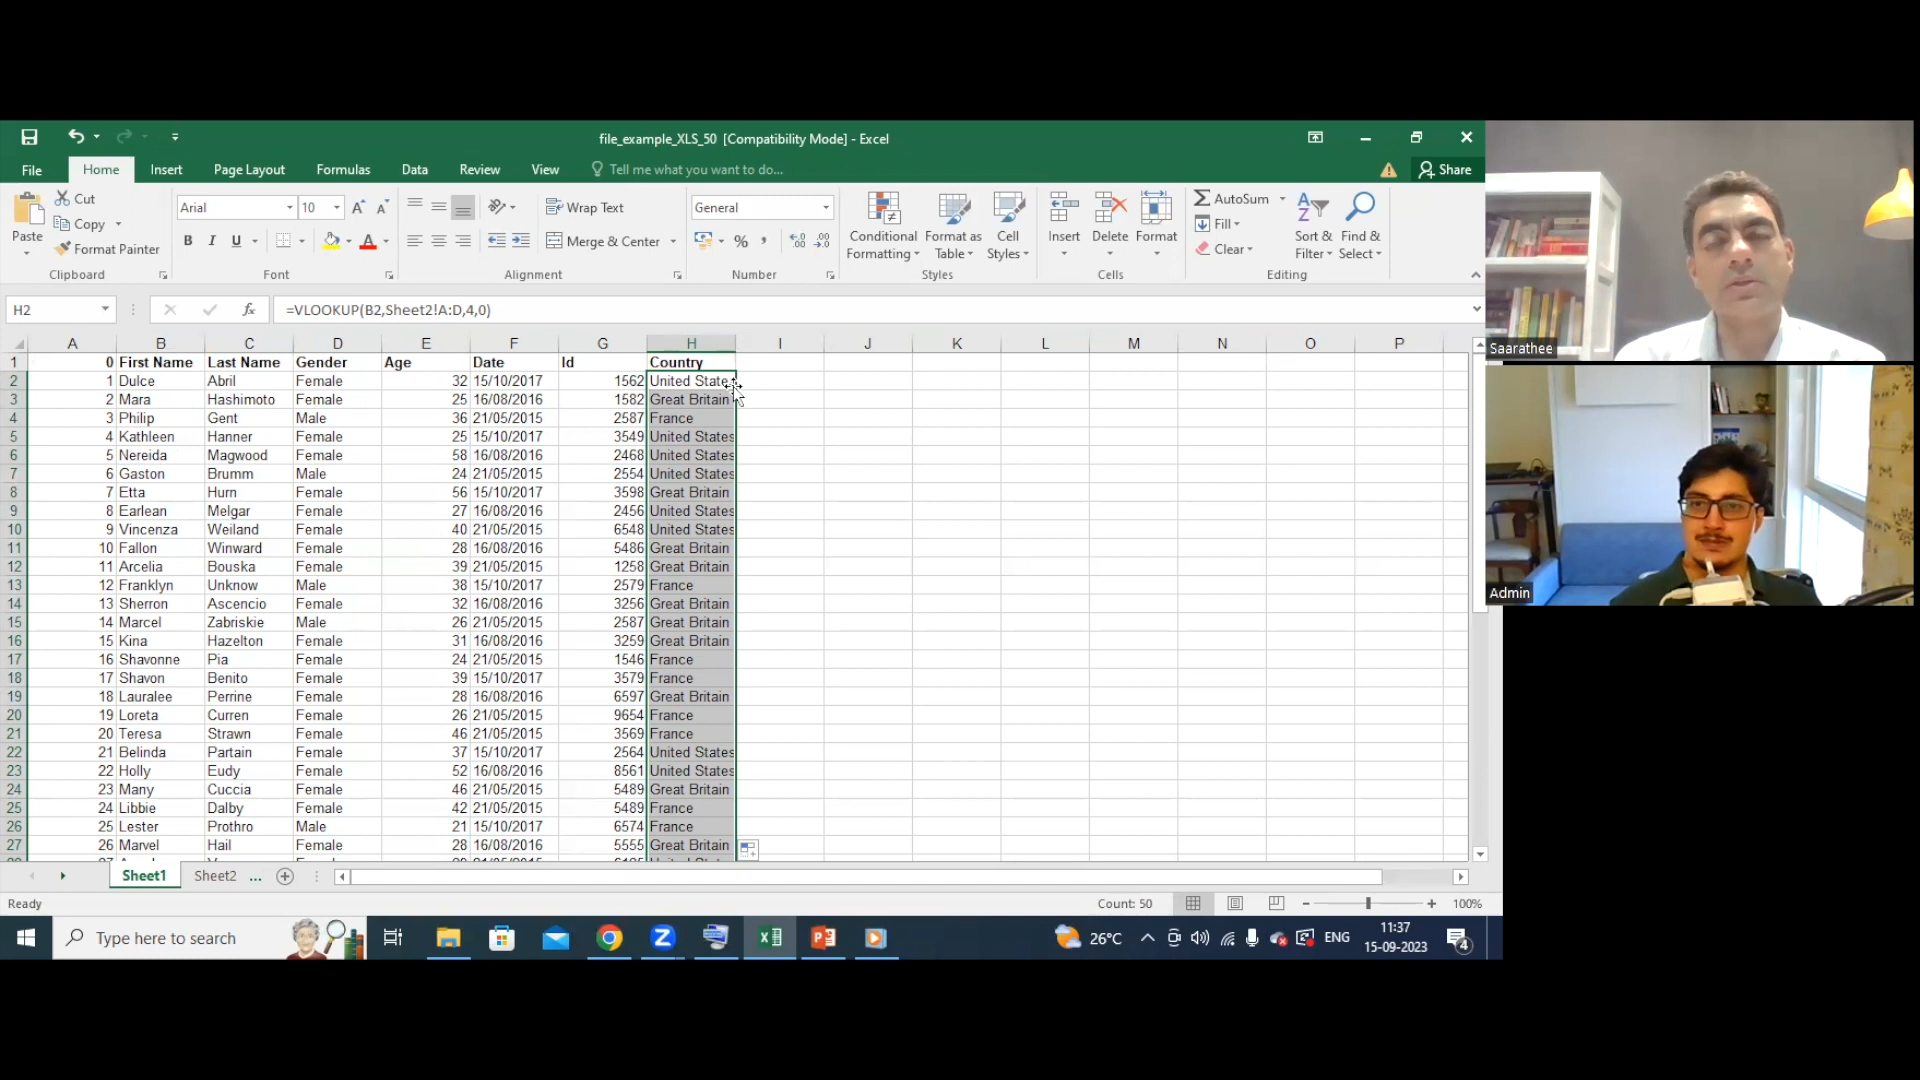 file_example_XLS_50 [Compatibility Mode] - Excel
File Home Insert Page Layout Formulas Data Review View Tell me what you want to do... Share
Paste Cut Copy Format Painter Clipboard
Arial 10 B I U Font
Wrap Text Merge & Center Alignment
General % Number
Conditional Formatting Format as Table Cell Styles Styles
Insert Delete Format Cells
AutoSum Fill Clear Sort & Filter Find & Select Editing
H2 fx =VLOOKUP(B2,Sheet2!A:D,4,0)
A B C D E F G H I J K L M N O P
1 0 First Name Last Name Gender Age Date Id Country
2 1 Dulce Abril Female 32 15/10/2017 1562 United State
3 2 Mara Hashimoto Female 25 16/08/2016 1582 Great Britain
4 3 Philip Gent Male 36 21/05/2015 2587 France
5 4 Kathleen Hanner Female 25 15/10/2017 3549 United States
6 5 Nereida Magwood Female 58 16/08/2016 2468 United States
7 6 Gaston Brumm Male 24 21/05/2015 2554 United States
8 7 Etta Hurn Female 56 15/10/2017 3598 Great Britain
9 8 Earlean Melgar Female 27 16/08/2016 2456 United States
10 9 Vincenza Weiland Female 40 21/05/2015 6548 United States
11 10 Fallon Winward Female 28 16/08/2016 5486 Great Britain
12 11 Arcelia Bouska Female 39 21/05/2015 1258 Great Britain
13 12 Franklyn Unknow Male 38 15/10/2017 2579 France
14 13 Sherron Ascencio Female 32 16/08/2016 3256 Great Britain
15 14 Marcel Zabriskie Male 26 21/05/2015 2587 Great Britain
16 15 Kina Hazelton Female 31 16/08/2016 3259 Great Britain
17 16 Shavonne Pia Female 24 21/05/2015 1546 France
18 17 Shavon Benito Female 39 15/10/2017 3579 France
19 18 Lauralee Perrine Female 28 16/08/2016 6597 Great Britain
20 19 Loreta Curren Female 26 21/05/2015 9654 France
21 20 Teresa Strawn Female 46 21/05/2015 3569 France
22 21 Belinda Partain Female 37 15/10/2017 2564 United States
23 22 Holly Eudy Female 52 16/08/2016 8561 United States
24 23 Many Cuccia Female 46 21/05/2015 5489 Great Britain
25 24 Libbie Dalby Female 42 21/05/2015 5489 France
26 25 Lester Prothro Male 21 15/10/2017 6574 France
27 26 Marvel Hail Female 28 16/08/2016 5555 Great Britain
Sheet1 Sheet2 ...
Ready Count: 50 100%
Type here to search 26°C ENG 11:37
15-09-2023 4
Saarathee
Admin